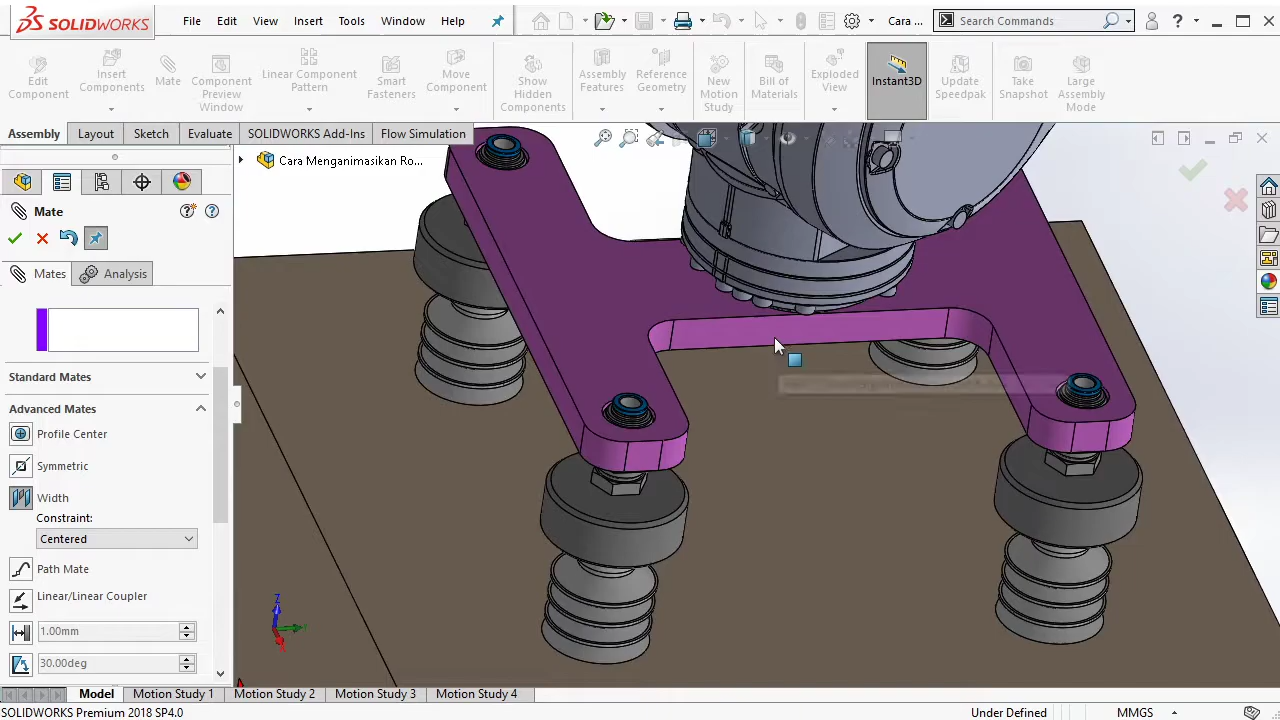 SOLIDWORKS
File
Edit
View
Insert
Tools
Window
Help
Cara ...
Search Commands
?
Edit
Component
Insert
Components
Mate
Component
Preview
Window
Linear Component
Pattern
Smart
Fasteners
Move
Component
Show
Hidden
Components
Assembly
Features
Reference
Geometry
New
Motion
Study
Bill of
Materials
Exploded
View
Instant3D
Update
Speedpak
Take
Snapshot
Large
Assembly
Mode
Assembly
Layout
Sketch
Evaluate
SOLIDWORKS Add-Ins
Flow Simulation
Cara Menganimasikan Ro...
Mate
Mates
Analysis
Standard Mates
Advanced Mates
Profile Center
Symmetric
Width
Constraint:
Centered
Path Mate
Linear/Linear Coupler
1.00mm
30.00deg
Z
Model
Motion Study 1
Motion Study 2
Motion Study 3
Motion Study 4
SOLIDWORKS Premium 2018 SP4.0
Under Defined
MMGS